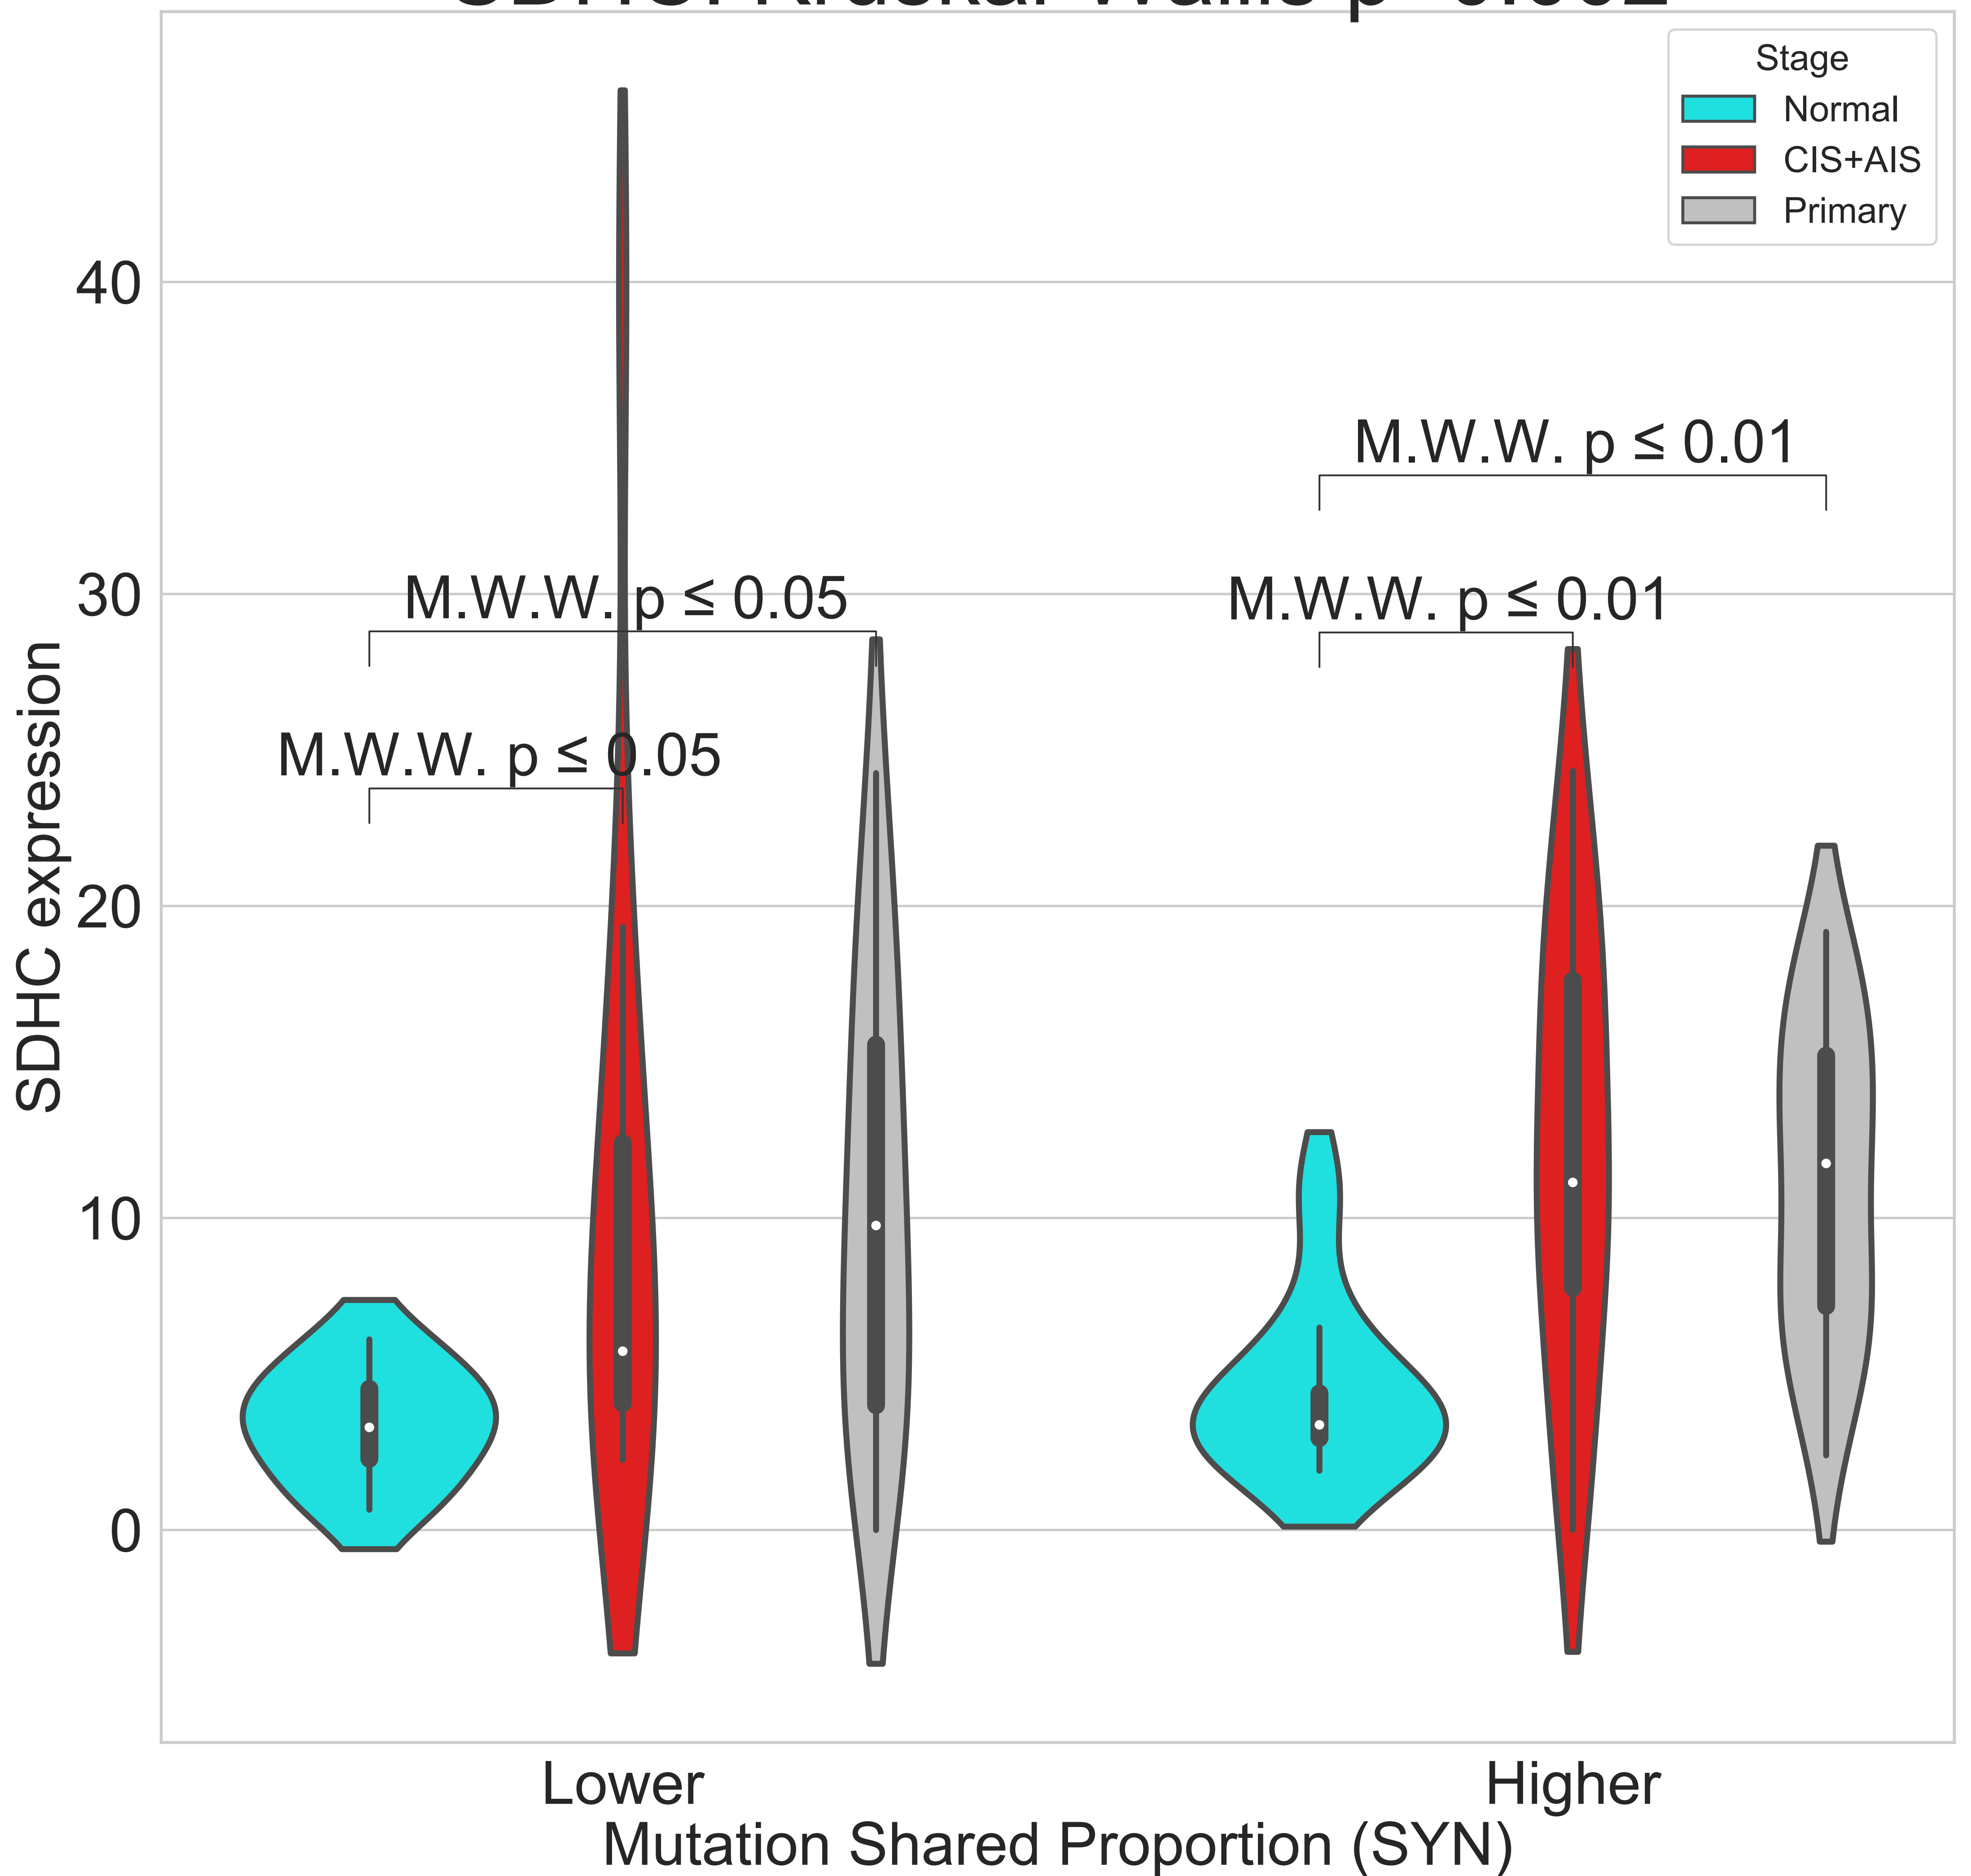 Stage
Normal
CIS+AIS
Primary
40
30
20
10
0
SDHC expression
M.W.W. p ≤ 0.01
M.W.W. p ≤ 0.05
M.W.W. p ≤ 0.01
M.W.W. p ≤ 0.05
Lower
Higher
Mutation Shared Proportion (SYN)